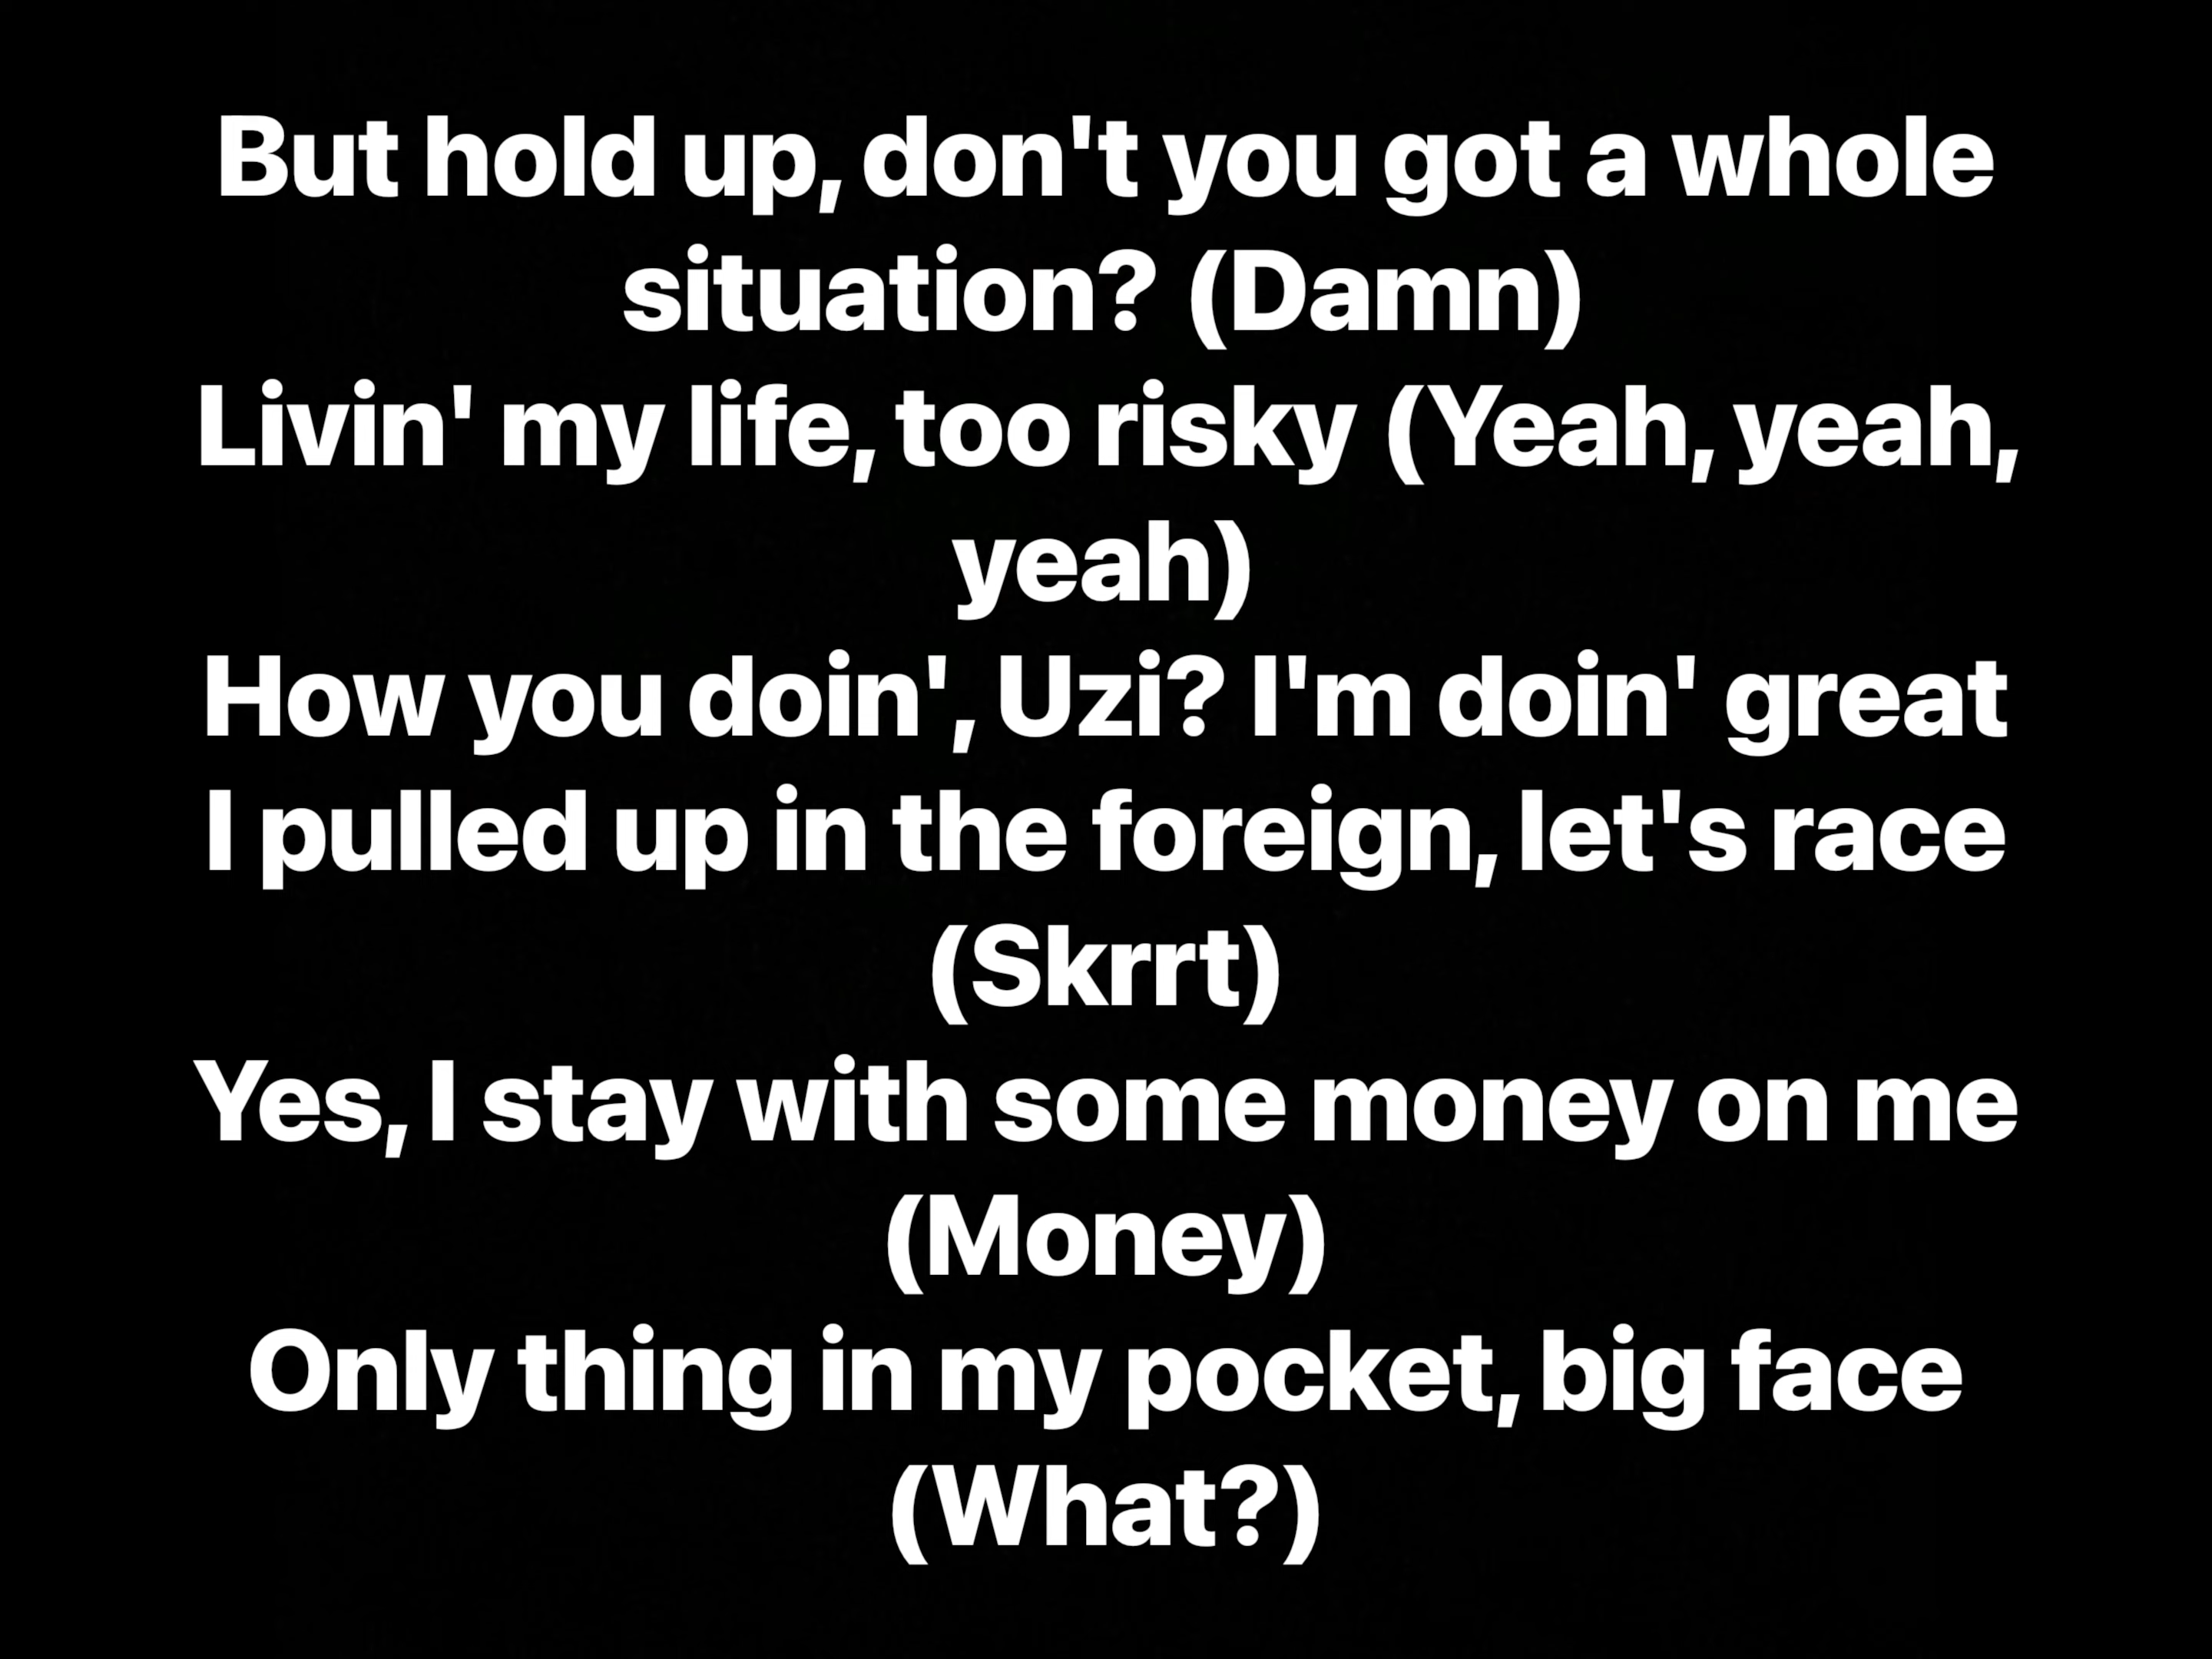 But hold up, don't you got a whole
situation? (Damn)
Livin' my life, too risky (Yeah, yeah,
yeah)
How you doin', Uzi? I'm doin' great
I pulled up in the foreign, let's race
(Skrrt)
Yes, I stay with some money on me
(Money)
Only thing in my pocket, big face
(What?)